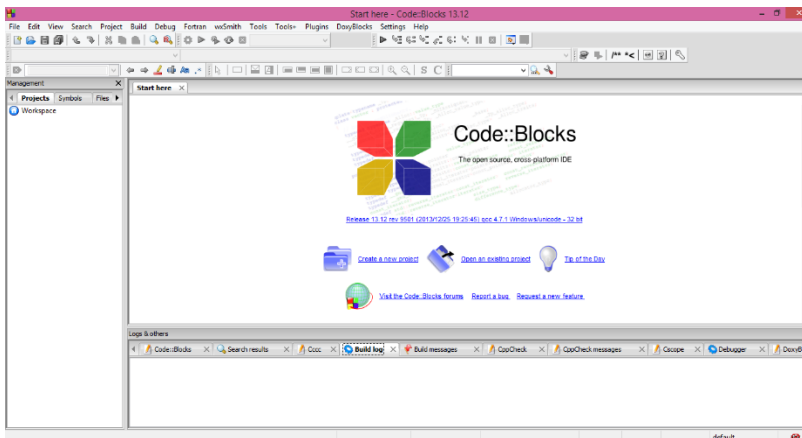 Start here - Code::Blocks 13.12
File Edit View Search Project Build Debug Fortran wxSmith Tools Tools+ Plugins DoxyBlocks Settings Help
/** *<
S C
Management
Projects Symbols Files
Start here
Workspace
Code::Blocks
The open source, cross-platform IDE
Release 13.12 rev 9501 (2013/12/25 19:25:45) gcc 4.7.1 Windows/unicode - 32 bit
Create a new project Open an existing project Tip of the Day
Visit the Code::Blocks forums Report a bug Request a new feature
Logs & others
Code::Blocks Search results Cccc Build log Build messages CppCheck CppCheck messages Cscope Debugger DoxyB
default